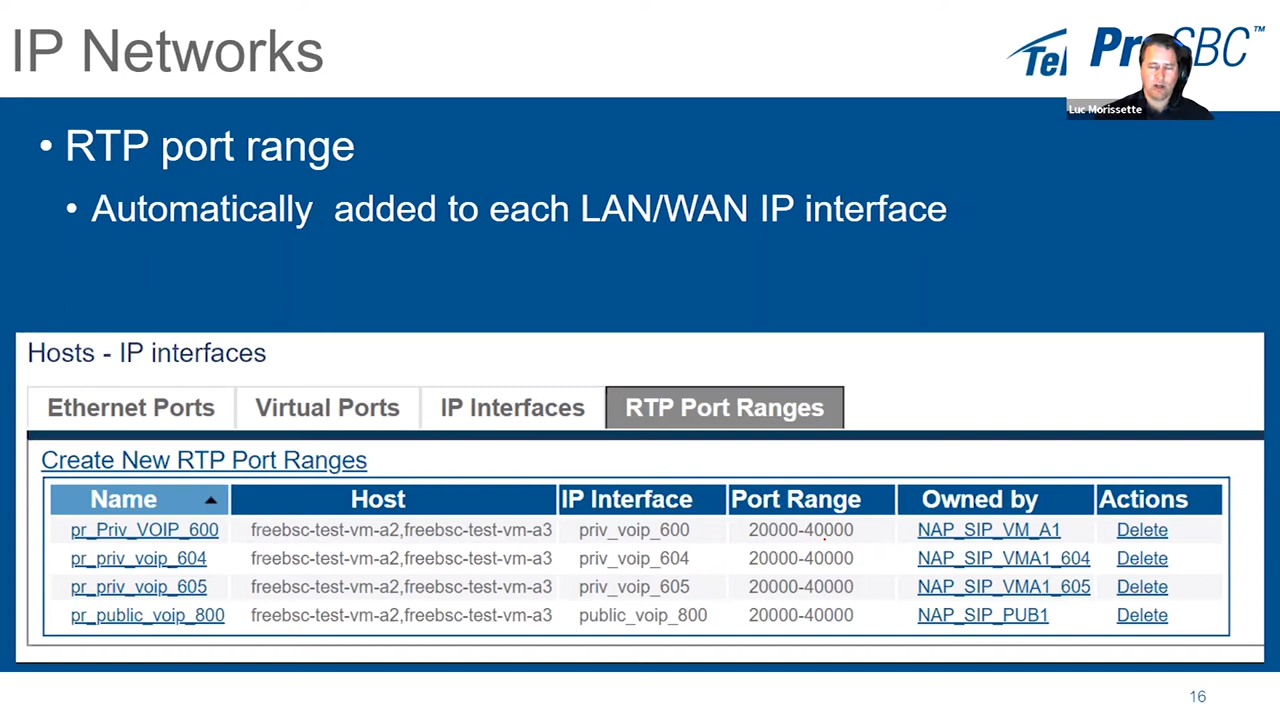 IP Networks
Tel
Pr SBC™
Luc Morissette
• RTP port range
• Automatically added to each LAN/WAN IP interface
Hosts - IP interfaces
Ethernet Ports Virtual Ports IP Interfaces RTP Port Ranges
Create New RTP Port Ranges
Name Host IP Interface Port Range Owned by Actions
pr_Priv_VOIP_600 freebsc-test-vm-a2,freebsc-test-vm-a3 priv_voip_600 20000-40000 NAP_SIP_VM_A1 Delete
pr_priv_voip_604 freebsc-test-vm-a2,freebsc-test-vm-a3 priv_voip_604 20000-40000 NAP_SIP_VMA1_604 Delete
pr_priv_voip_605 freebsc-test-vm-a2,freebsc-test-vm-a3 priv_voip_605 20000-40000 NAP_SIP_VMA1_605 Delete
pr_public_voip_800 freebsc-test-vm-a2,freebsc-test-vm-a3 public_voip_800 20000-40000 NAP_SIP_PUB1 Delete
16